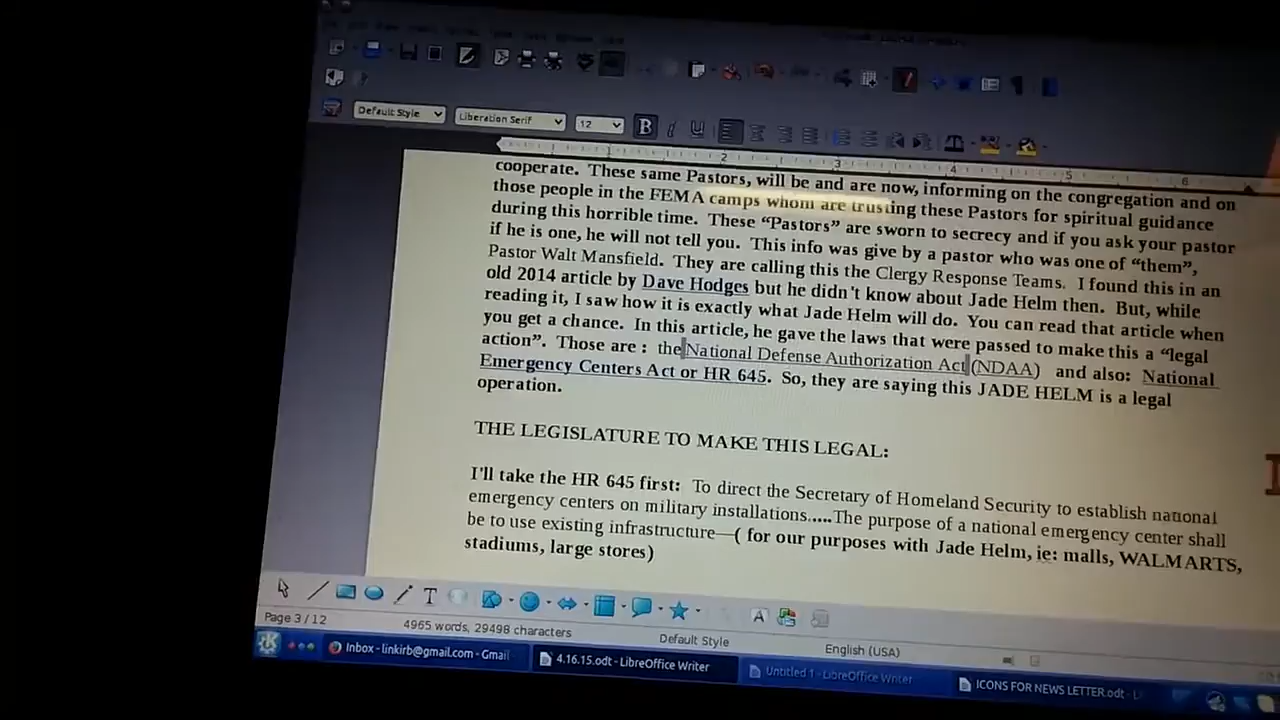 Default Style
Liberation Serif
12
1
2
3
4
5
6
cooperate. These same Pastors, will be and are now, informing on the congregation and on
those people in the FEMA camps whom are trusting these Pastors for spiritual guidance
during this horrible time. These “Pastors” are sworn to secrecy and if you ask your pastor
if he is one, he will not tell you. This info was give by a pastor who was one of “them”,
Pastor Walt Mansfield. They are calling this the Clergy Response Teams. I found this in an
old 2014 article by Dave Hodges but he didn't know about Jade Helm then. But, while
reading it, I saw how it is exactly what Jade Helm will do. You can read that article when
you get a chance. In this article, he gave the laws that were passed to make this a “legal
action”. Those are : the National Defense Authorization Act (NDAA) and also: National
Emergency Centers Act or HR 645. So, they are saying this JADE HELM is a legal
operation.
THE LEGISLATURE TO MAKE THIS LEGAL:
I'll take the HR 645 first: To direct the Secretary of Homeland Security to establish national
emergency centers on military installations.....The purpose of a national emergency center shall
be to use existing infrastructure—( for our purposes with Jade Helm, ie: malls, WALMARTS,
stadiums, large stores)
Page 3 / 12
4965 words, 29498 characters
Default Style
English (USA)
Inbox - linkirb@gmail.com - Gmail
4.16.15.odt - LibreOffice Writer
Untitled 1 - LibreOffice Writer
ICONS FOR NEWS LETTER.odt - L